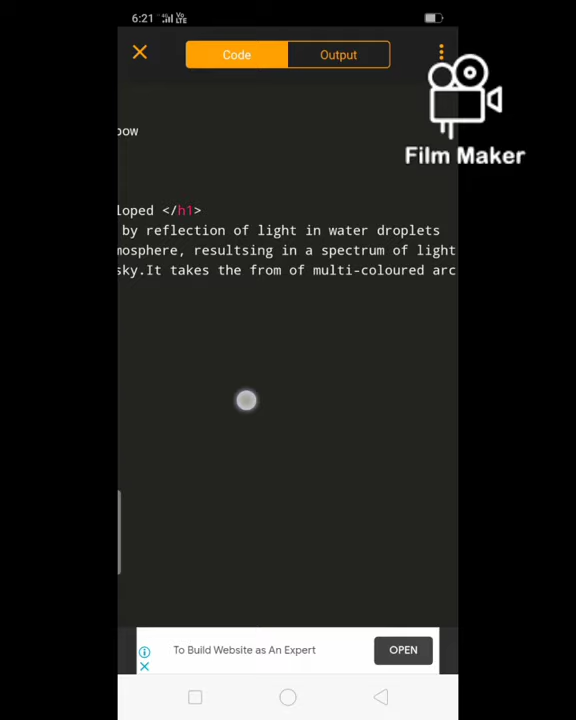 6:21
Code Output
Film Maker
bow
loped </h1>
by reflection of light in water droplets
mosphere, resultsing in a spectrum of light
sky.It takes the from of multi-coloured arc
To Build Website as An Expert
OPEN